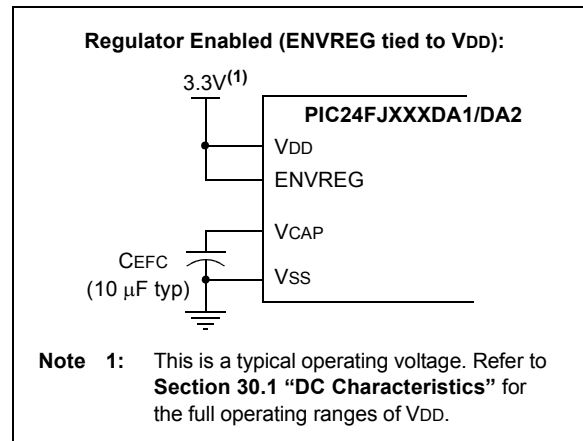 Regulator Enabled (ENVREG tied to VDD):
3.3V(1)
PIC24FJXXXDA1/DA2
VDD
ENVREG
VCAP
CEFC
(10 μF typ)
VSS
Note 1: This is a typical operating voltage. Refer to
Section 30.1 “DC Characteristics” for
the full operating ranges of VDD.